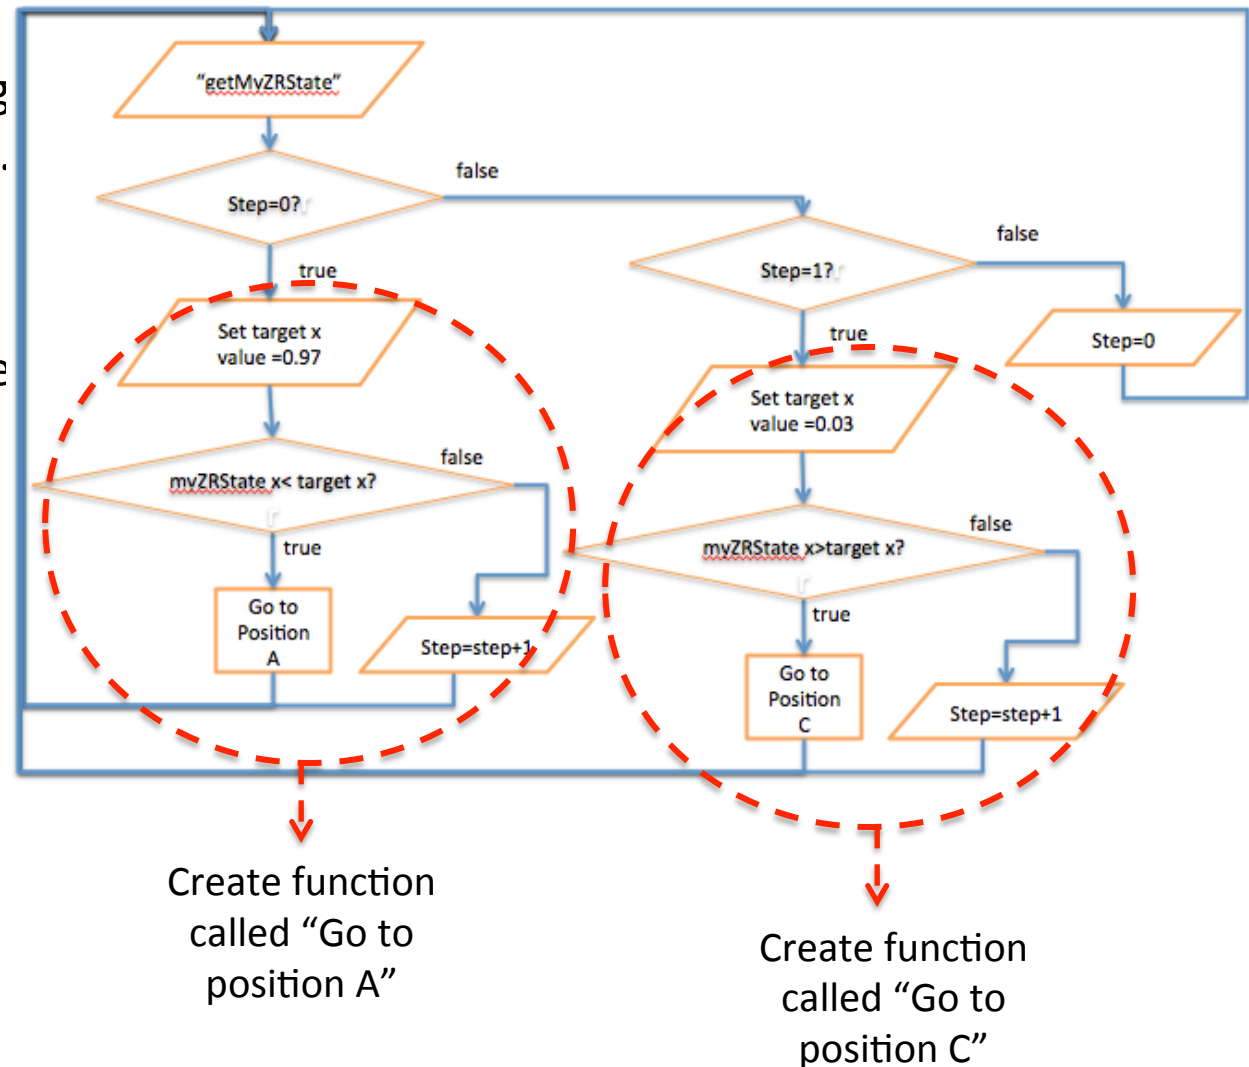 “getMyZRState”
false
Step=0?
true
false
Step=1?
true
Set target x
value =0.97
Step=0
Set target x
value =0.03
false
myZRState x< target x?
true
false
myZRState x>target x?
true
Go to
Position
A
Step=step+1
Go to
Position
C
Step=step+1
Create function
called “Go to
position A”
Create function
called “Go to
position C”